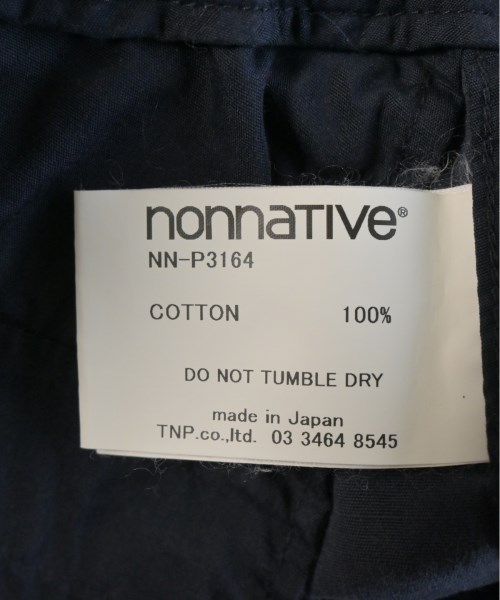 nonnative®
NN-P3164
COTTON 100%
DO NOT TUMBLE DRY
made in Japan
TNP.co.,ltd. 03 3464 8545